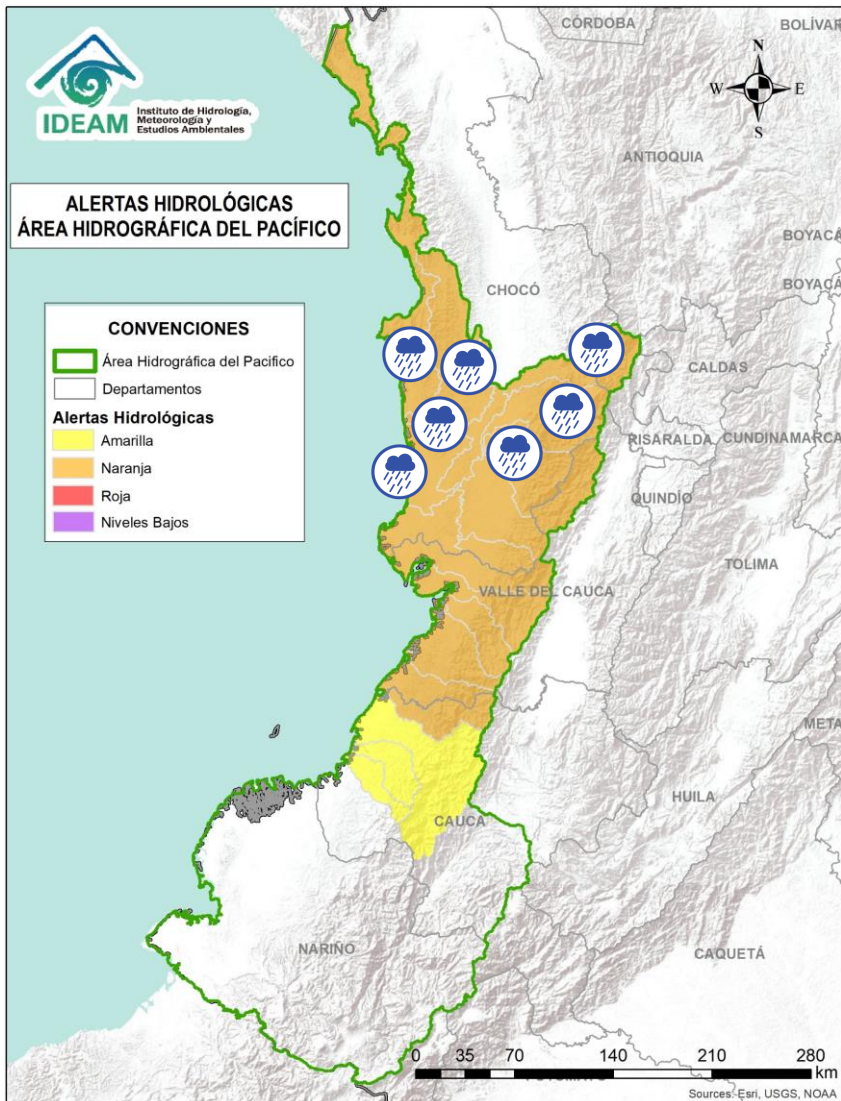 CÓRDOBA
BOLÍVAR
N
W E
S
IDEAM
Instituto de Hidrología,
Meteorología y
Estudios Ambientales
ANTIOQUIA
ALERTAS HIDROLÓGICAS
ÁREA HIDROGRÁFICA DEL PACÍFICO
BOYACÁ
BOYACÁ
CHOCÓ
CONVENCIONES
Área Hidrográfica del Pacifico
Departamentos
Alertas Hidrológicas
Amarilla
Naranja
Roja
Niveles Bajos
CALDAS
RISARALDA
CUNDINAMARCA
QUINDÍO
TOLIMA
VALLE DEL CAUCA
META
HUILA
CAUCA
NARIÑO
CAQUETÁ
0 35 70 140 210 280
km
Sources: Esri, USGS, NOAA